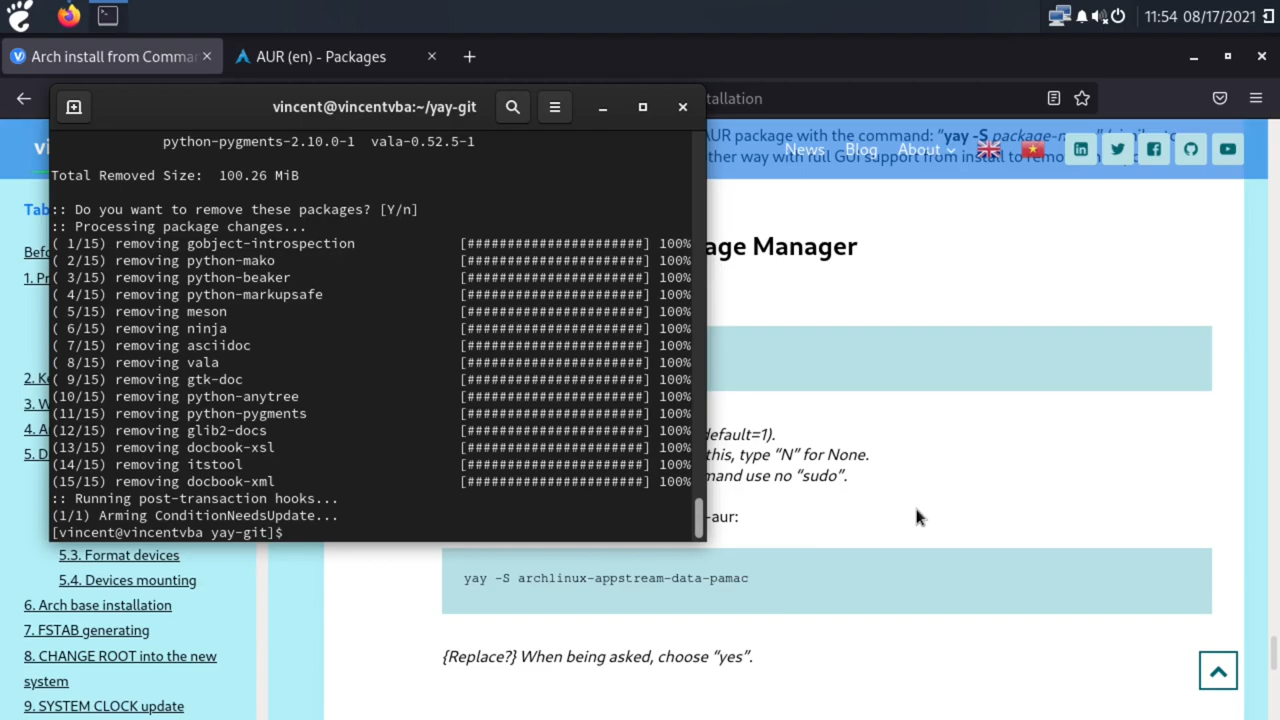 11:54 08/17/2021
Arch install from Comma
AUR (en) - Packages
tallation
vincent@vincentvba:~/yay-git
AUR package with the command: "yay -S
ther way with full GUI support from install to remo
News Blog About
Tab
Befo
1. Pr
2. K
3. W
4. A
5. D
python-pygments-2.10.0-1 vala-0.52.5-1
Total Removed Size: 100.26 MiB
:: Do you want to remove these packages? [Y/n]
:: Processing package changes...
( 1/15) removing gobject-introspection [######################] 100%
( 2/15) removing python-mako [######################] 100%
( 3/15) removing python-beaker [######################] 100%
( 4/15) removing python-markupsafe [######################] 100%
( 5/15) removing meson [######################] 100%
( 6/15) removing ninja [######################] 100%
( 7/15) removing asciidoc [######################] 100%
( 8/15) removing vala [######################] 100%
( 9/15) removing gtk-doc [######################] 100%
(10/15) removing python-anytree [######################] 100%
(11/15) removing python-pygments [######################] 100%
(12/15) removing glib2-docs [######################] 100%
(13/15) removing docbook-xsl [######################] 100%
(14/15) removing itstool [######################] 100%
(15/15) removing docbook-xml [######################] 100%
:: Running post-transaction hooks...
(1/1) Arming ConditionNeedsUpdate...
[vincent@vincentvba yay-git]$
age Manager
default=1).
this, type "N" for None.
mand use no "sudo".
-aur:
yay -S archlinux-appstream-data-pamac
{Replace?} When being asked, choose "yes".
5.3. Format devices
5.4. Devices mounting
6. Arch base installation
7. FSTAB generating
8. CHANGE ROOT into the new
system
9. SYSTEM CLOCK update